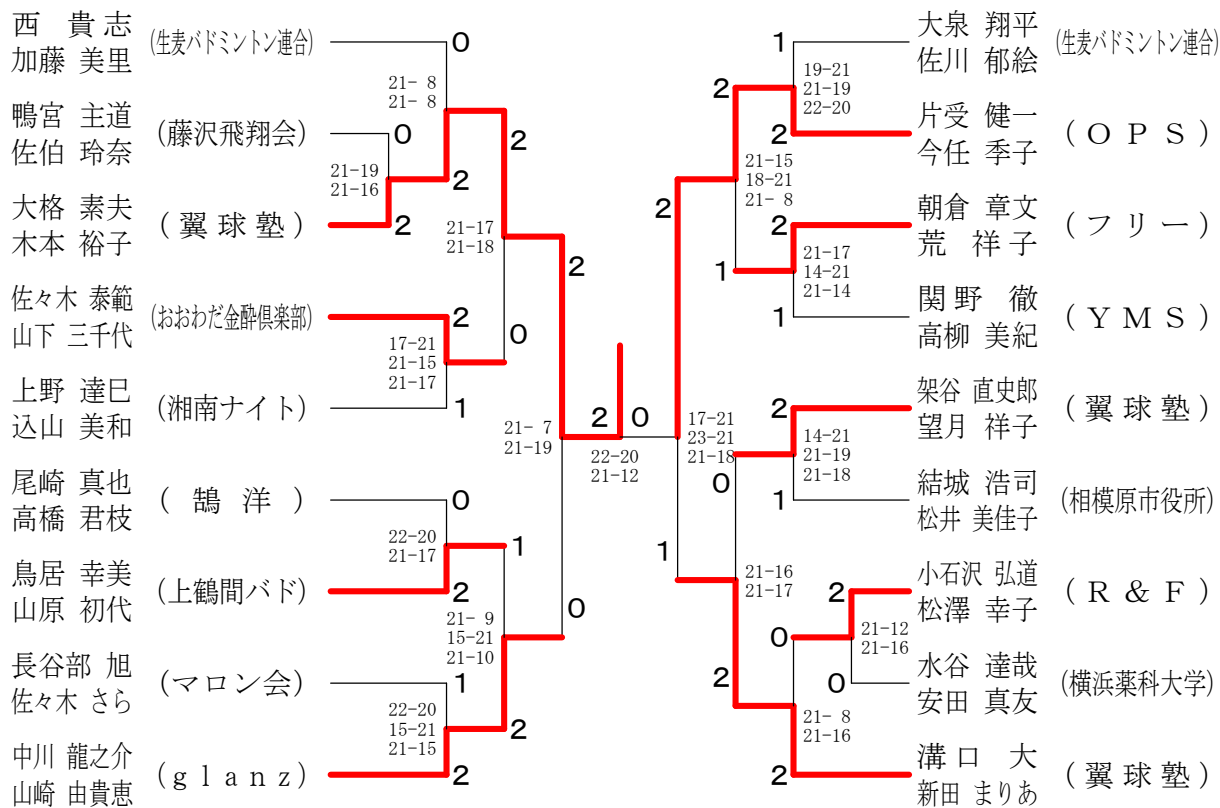 西 貴志
加藤 美里
(生麦バドミントン連合)
0
21- 8
21- 8
鴨宮 主道
佐伯 玲奈
(藤沢飛翔会)
0
2
21-19
21-16
2
大格 素夫
木本 裕子
(翼球塾)
2
21-17
21-18
2
佐々木 泰範
山下 三千代
(おおわだ金酔倶楽部)
2
0
17-21
21-15
21-17
上野 達巳
込山 美和
(湘南ナイト)
1
21- 7
21-19
尾崎 真也
高橋 君枝
(鵠洋)
0
22-20
21-17
1
鳥居 幸美
山原 初代
(上鶴間バド)
2
0
21- 9
15-21
21-10
長谷部 旭
佐々木 さら
(マロン会)
1
22-20
15-21
21-15
2
中川 龍之介
山崎 由貴恵
(glanz)
2
2
0
22-20
21-12
大泉 翔平
佐川 郁絵
(生麦バドミントン連合)
1
19-21
21-19
22-20
2
片受 健一
今任 季子
(OPS)
2
21-15
18-21
21- 8
2
朝倉 章文
荒 祥子
(フリー)
2
21-17
14-21
21-14
1
関野 徹
高柳 美紀
(YMS)
1
17-21
23-21
21-18
架谷 直史郎
望月 祥子
(翼球塾)
2
14-21
21-19
21-18
0
結城 浩司
松井 美佳子
(相模原市役所)
1
1
21-16
21-17
小石沢 弘道
松澤 幸子
(R&F)
2
21-12
21-16
0
水谷 達哉
安田 真友
(横浜薬科大学)
0
2
21- 8
21-16
溝口 大
新田 まりあ
(翼球塾)
2